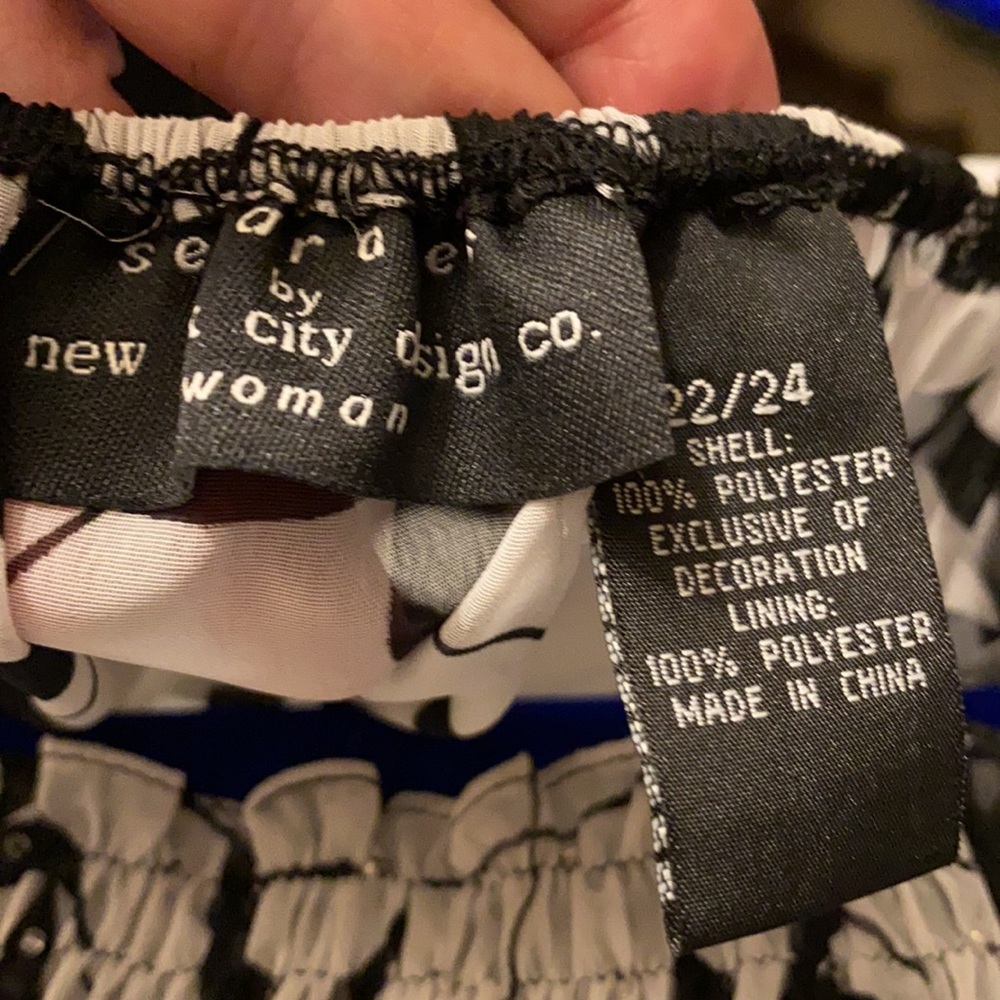 by
new city design co.
woman
22/24
SHELL:
100% POLYESTER
EXCLUSIVE OF
DECORATION
LINING:
100% POLYESTER
MADE IN CHINA